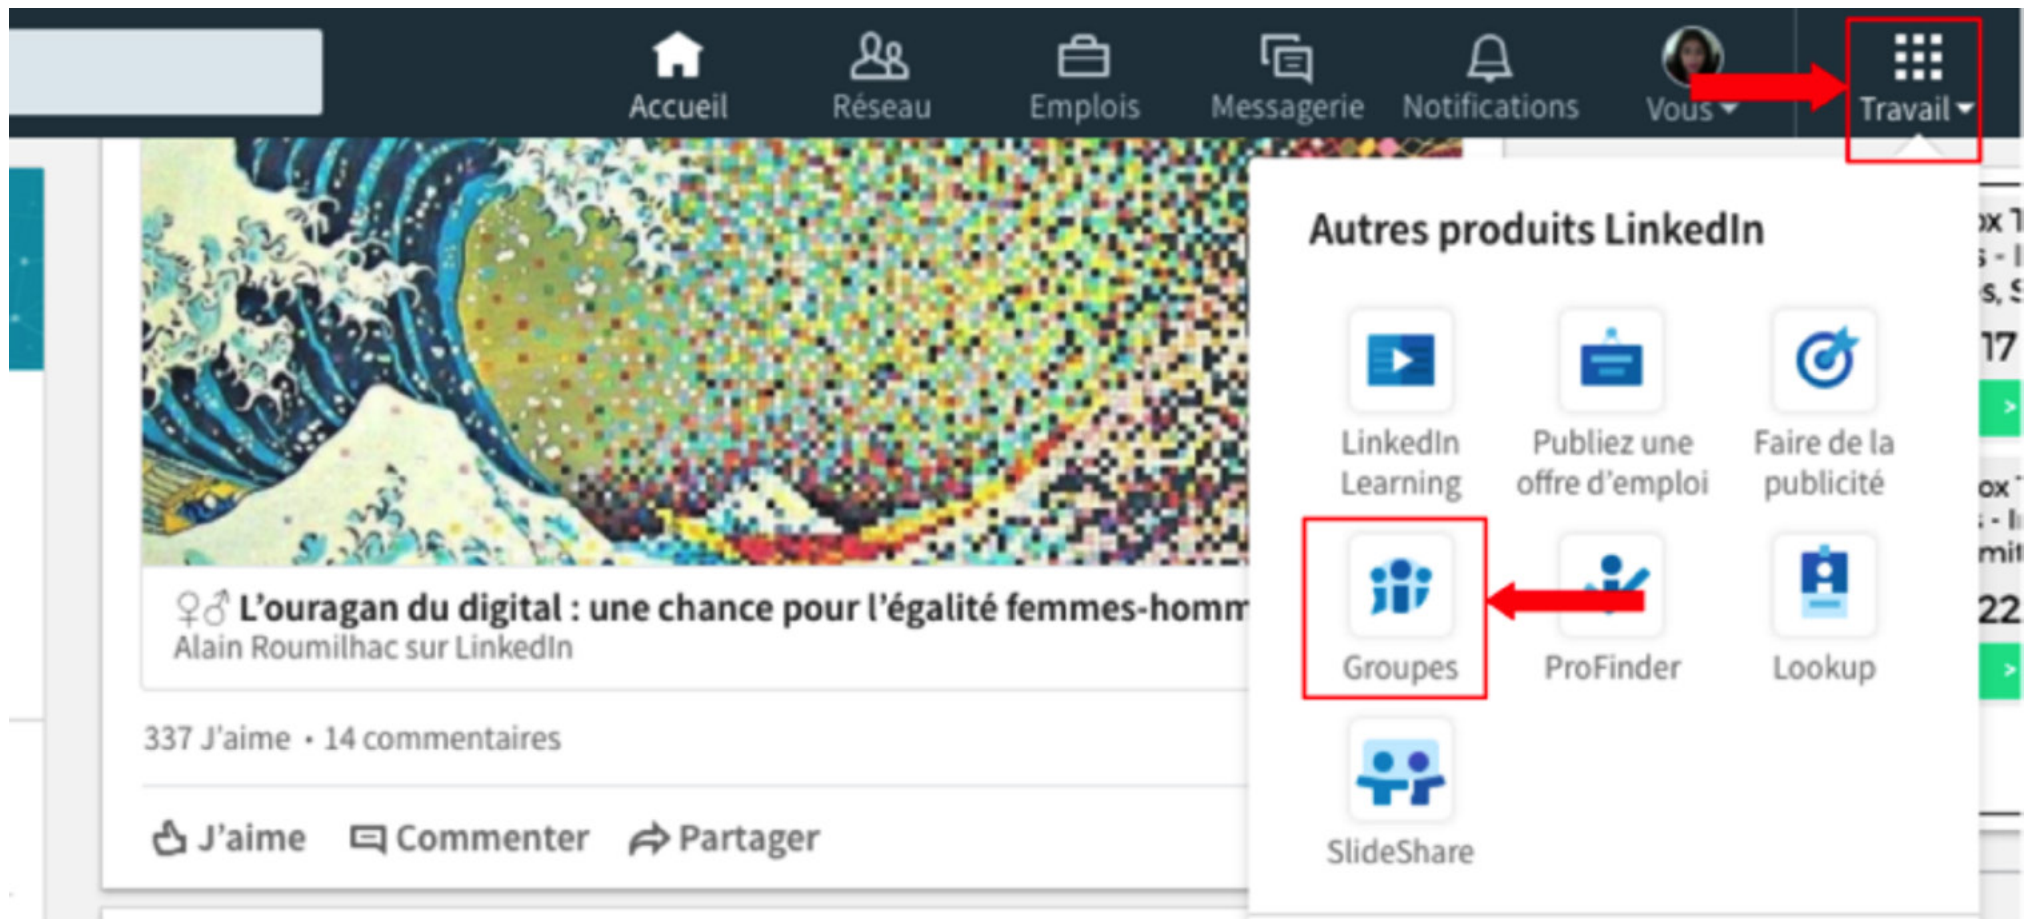 Accueil
Réseau
Emplois
Messagerie
Notifications
Vous
Travail
Autres produits LinkedIn
LinkedIn
Learning
Publiez une
offre d'emploi
Faire de la
publicité
Groupes
ProFinder
Lookup
SlideShare
♀♂ L'ouragan du digital : une chance pour l'égalité femmes-homm
Alain Roumilhac sur LinkedIn
337 J'aime • 14 commentaires
J'aime
Commenter
Partager
17
>
22
>